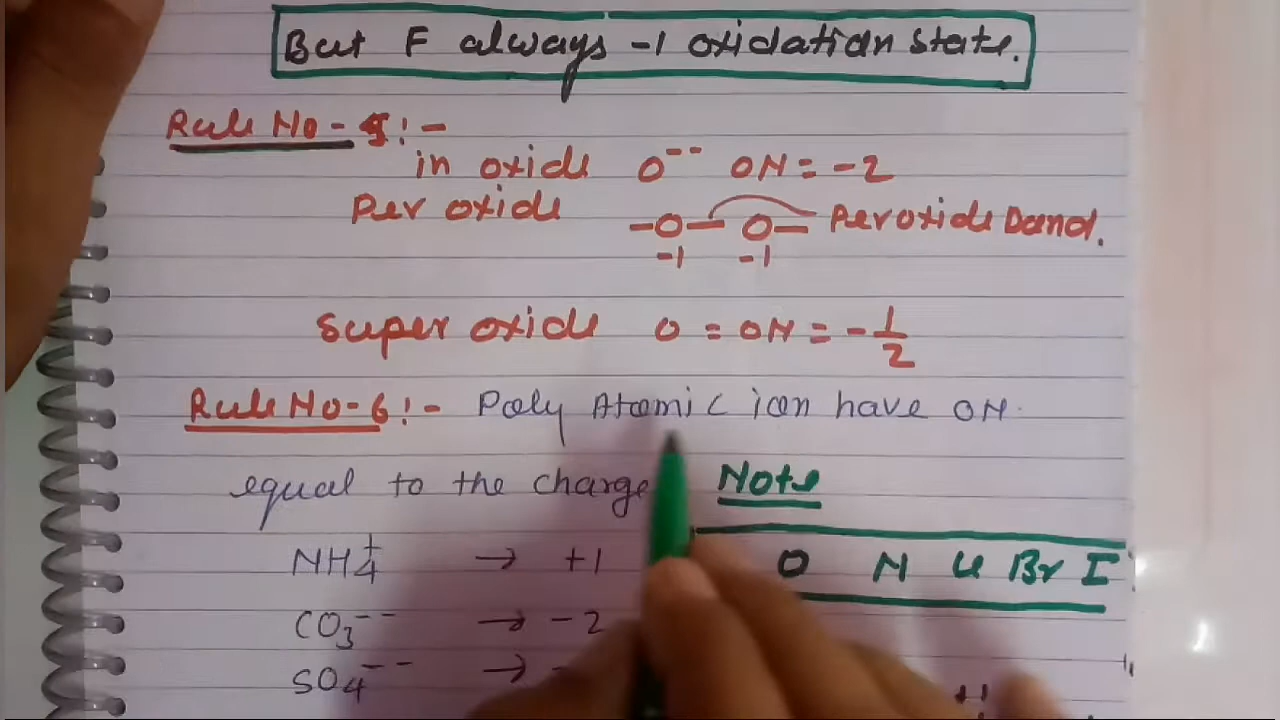 But F always -1 oxidation state.
Rule No-5:-
in oxide O⁻⁻ ON = -2
Per oxide -O-O- Peroxide Band.
-1 -1
Super oxide O = ON = -1/2
Rule No-6:- Poly Atomic ion have ON.
equal to the charge Note
NH₄⁺ → +1 O N Cl Br I
CO₃⁻⁻ → -2
SO₄⁻⁻ → -